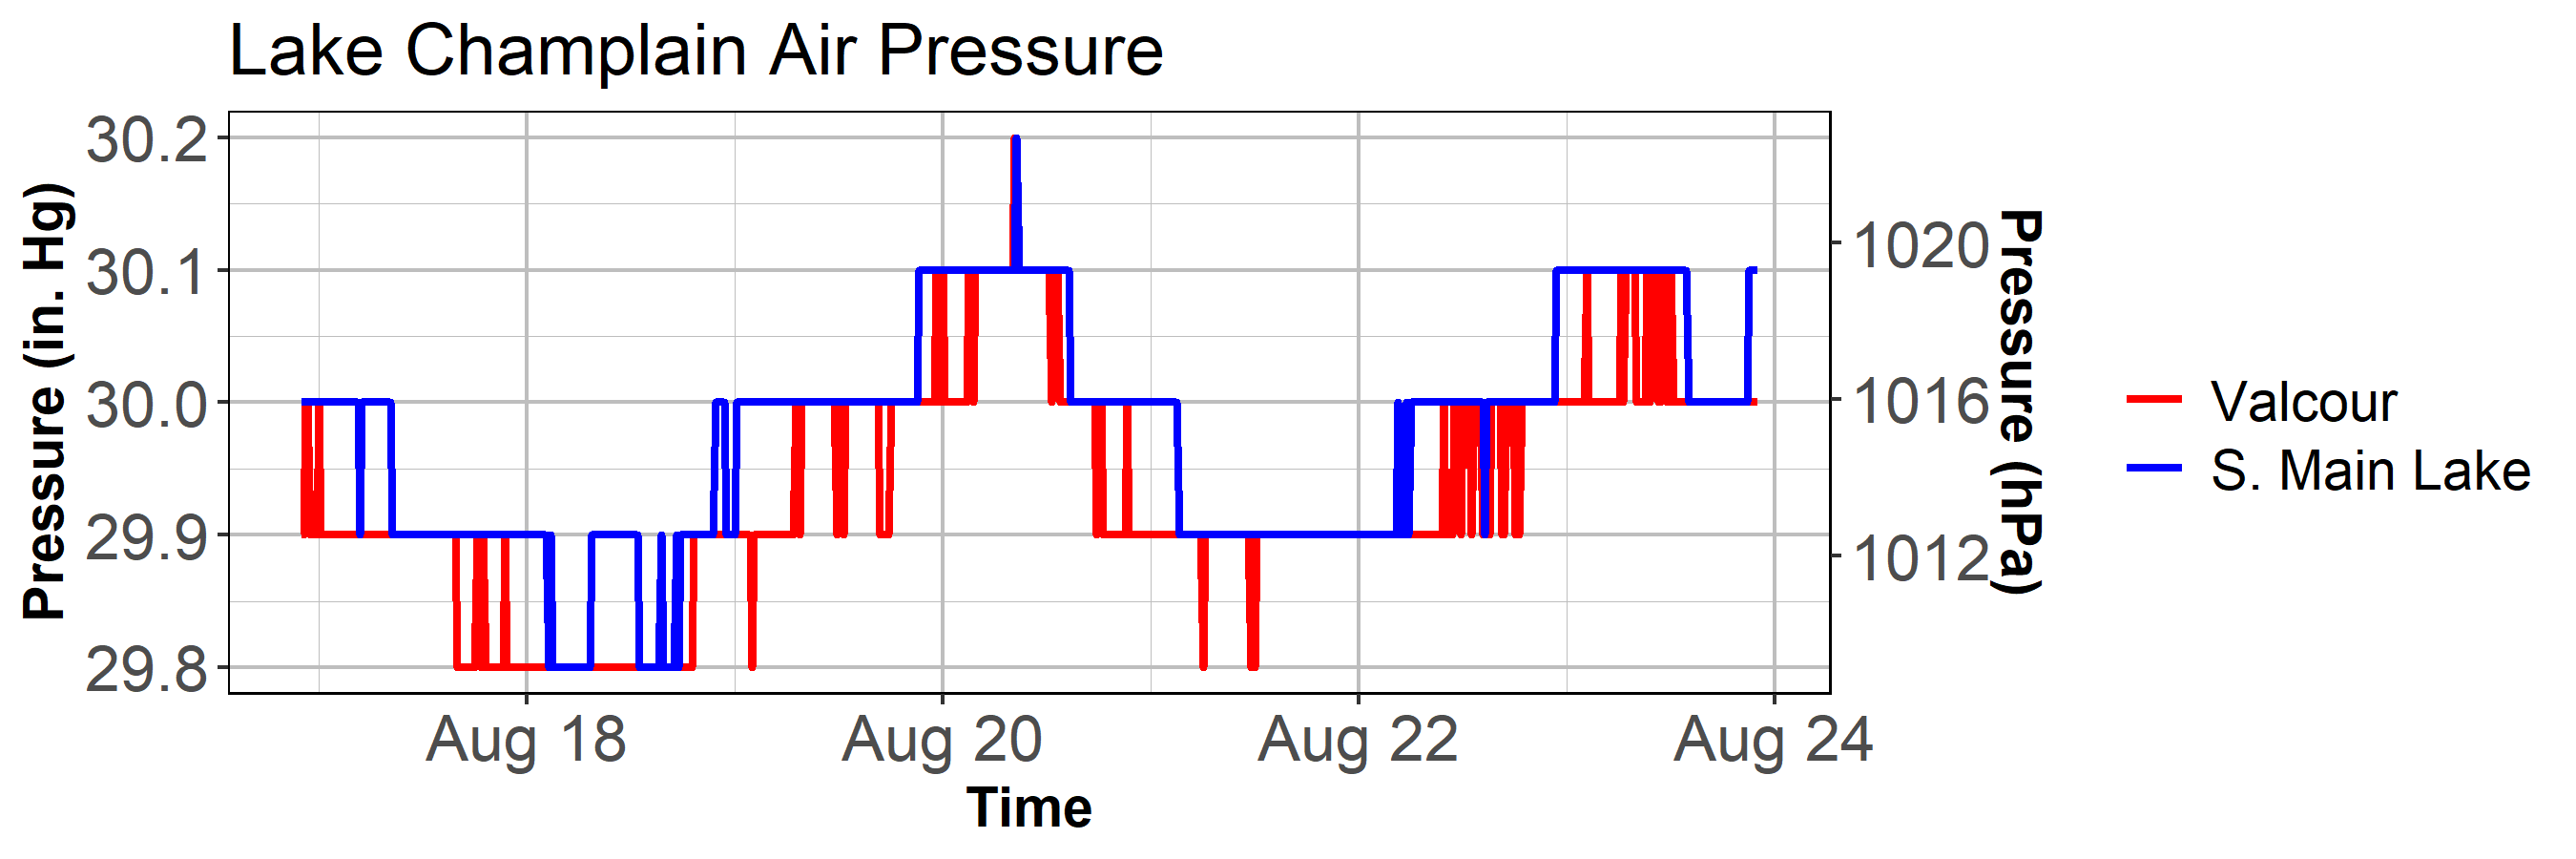 Lake Champlain Air Pressure
Pressure (in. Hg)
30.2
30.1
30.0
29.9
29.8
1020
1016
1012
Pressure (hPa)
Aug 18
Aug 20
Aug 22
Aug 24
Time
Valcour
S. Main Lake